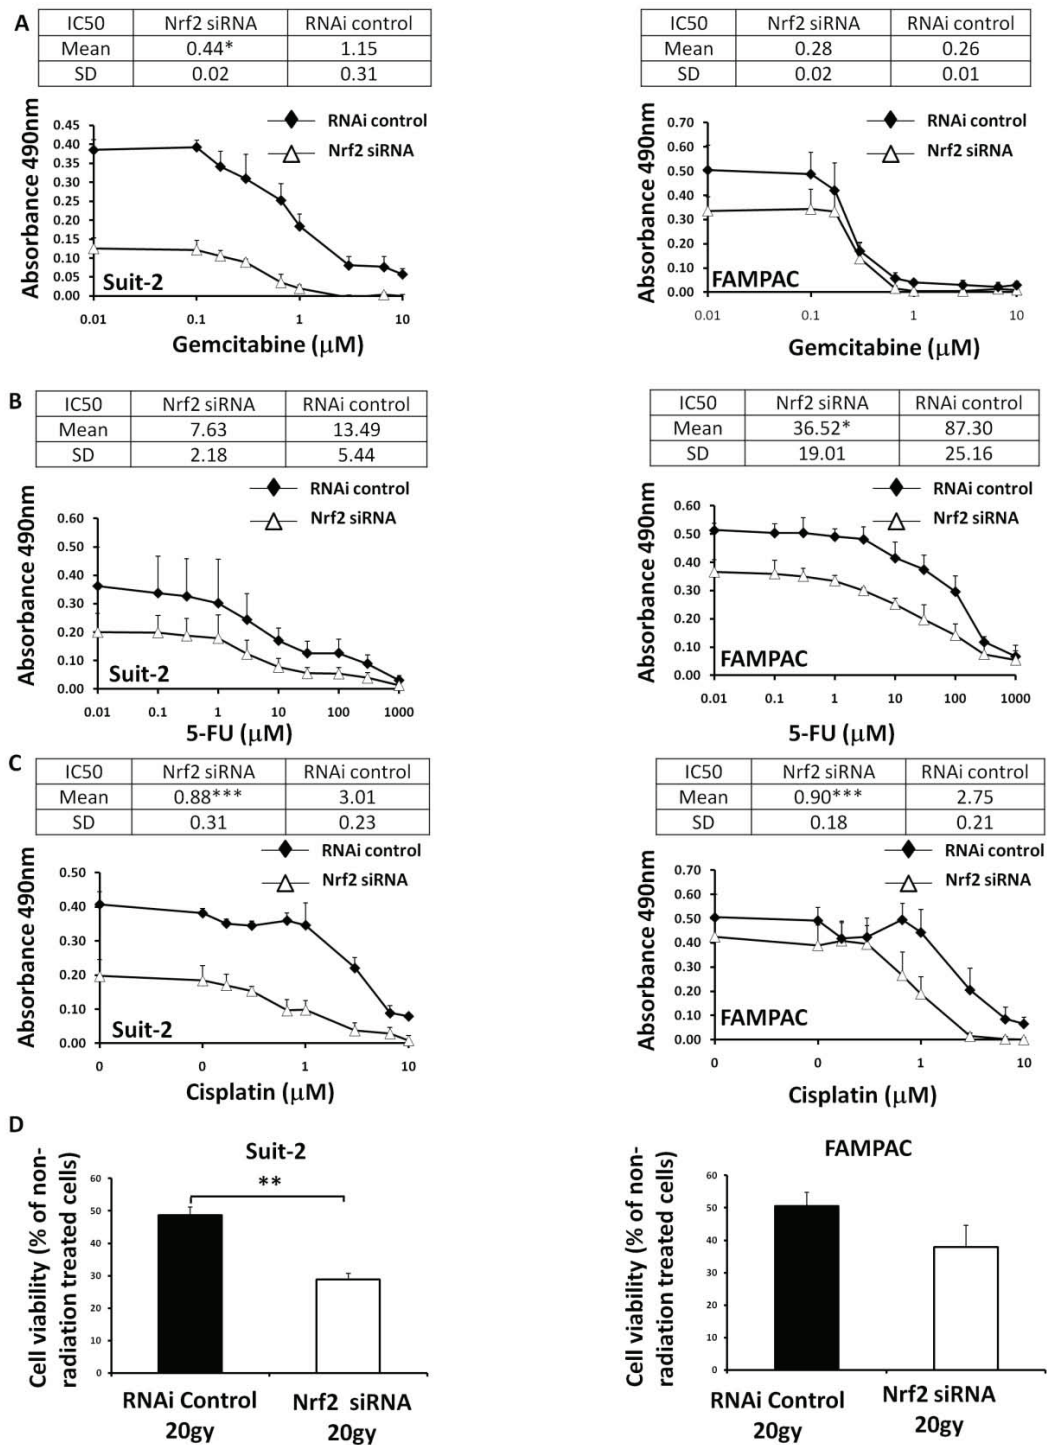 A
IC50 Nrf2 siRNA RNAi control
Mean 0.44* 1.15
SD 0.02 0.31
IC50 Nrf2 siRNA RNAi control
Mean 0.28 0.26
SD 0.02 0.01
Absorbance 490nm
RNAi control
Nrf2 siRNA
0.45
0.40
0.35
0.30
0.25
0.20
0.15
0.10
0.05
0.00
Suit-2
0.01 0.1 1 10
Gemcitabine (μM)
Absorbance 490nm
RNAi control
Nrf2 siRNA
0.70
0.60
0.50
0.40
0.30
0.20
0.10
0.00
FAMPAC
0.01 0.1 1 10
Gemcitabine (μM)
B
IC50 Nrf2 siRNA RNAi control
Mean 7.63 13.49
SD 2.18 5.44
IC50 Nrf2 siRNA RNAi control
Mean 36.52* 87.30
SD 19.01 25.16
Absorbance 490nm
RNAi control
Nrf2 siRNA
0.60
0.50
0.40
0.30
0.20
0.10
0.00
Suit-2
0.01 0.1 1 10 100 1000
5-FU (μM)
Absorbance 490nm
RNAi control
Nrf2 siRNA
0.60
0.50
0.40
0.30
0.20
0.10
0.00
FAMPAC
0.01 0.1 1 10 100 1000
5-FU (μM)
C
IC50 Nrf2 siRNA RNAi control
Mean 0.88*** 3.01
SD 0.31 0.23
IC50 Nrf2 siRNA RNAi control
Mean 0.90*** 2.75
SD 0.18 0.21
Absorbance 490nm
RNAi control
Nrf2 siRNA
0.50
0.40
0.30
0.20
0.10
0.00
Suit-2
0 0 1 10
Cisplatin (μM)
Absorbance 490nm
RNAi control
Nrf2 siRNA
0.70
0.60
0.50
0.40
0.30
0.20
0.10
0.00
FAMPAC
0 0 1 10
Cisplatin (μM)
D
Suit-2
Cell viability (% of non-
radiation treated cells)
60
50
40
30
20
10
0
**
RNAi Control
20gy
Nrf2 siRNA
20gy
FAMPAC
Cell viability (% of non-
radiation treated cells)
60
50
40
30
20
10
0
RNAi Control
20gy
Nrf2 siRNA
20gy